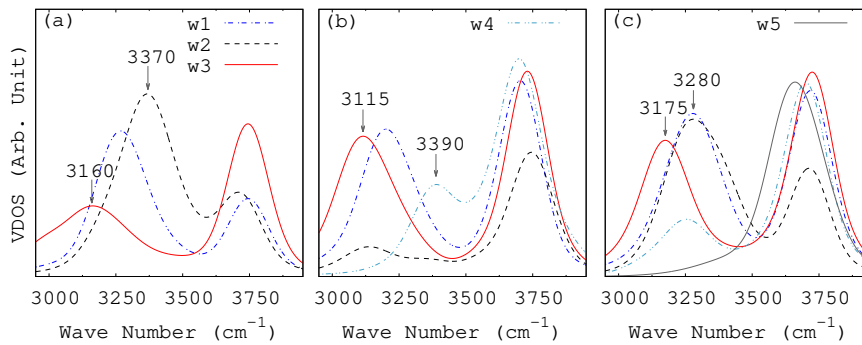 (a) w1
w2
w3
3370
3160
(b) w4
3115
3390
(c) w5
3280
3175
VDOS (Arb. Unit)
3000 3250 3500 3750
3000 3250 3500 3750
3000 3250 3500 3750
Wave Number (cm⁻¹)
Wave Number (cm⁻¹)
Wave Number (cm⁻¹)